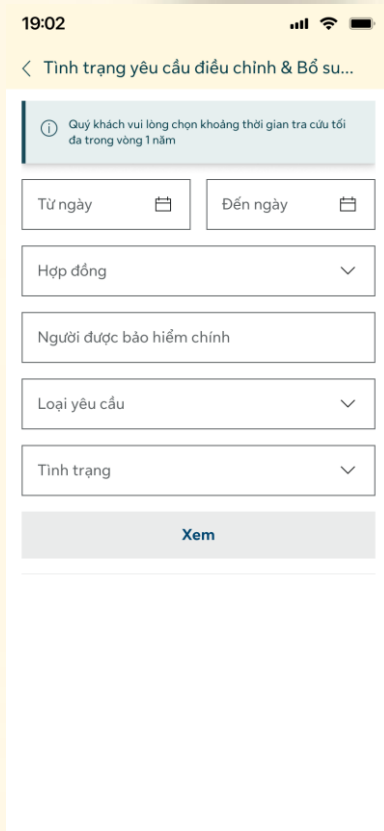 19:02
Tình trạng yêu cầu điều chỉnh & Bổ su...
Quý khách vui lòng chọn khoảng thời gian tra cứu tối
đa trong vòng 1 năm
Từ ngày
Đến ngày
Hợp đồng
Người được bảo hiểm chính
Loại yêu cầu
Tình trạng
Xem